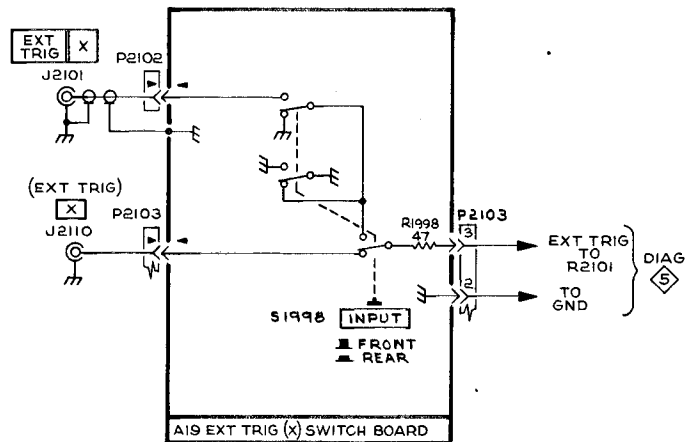 EXT TRIG X
J2101
P2102
(EXT TRIG)
X
J2110
P2103
R1998
47
P2103
3
EXT TRIG
TO
R2101
2
TO
GND
DIAG
5
S1998 INPUT
FRONT
REAR
A19 EXT TRIG (X) SWITCH BOARD